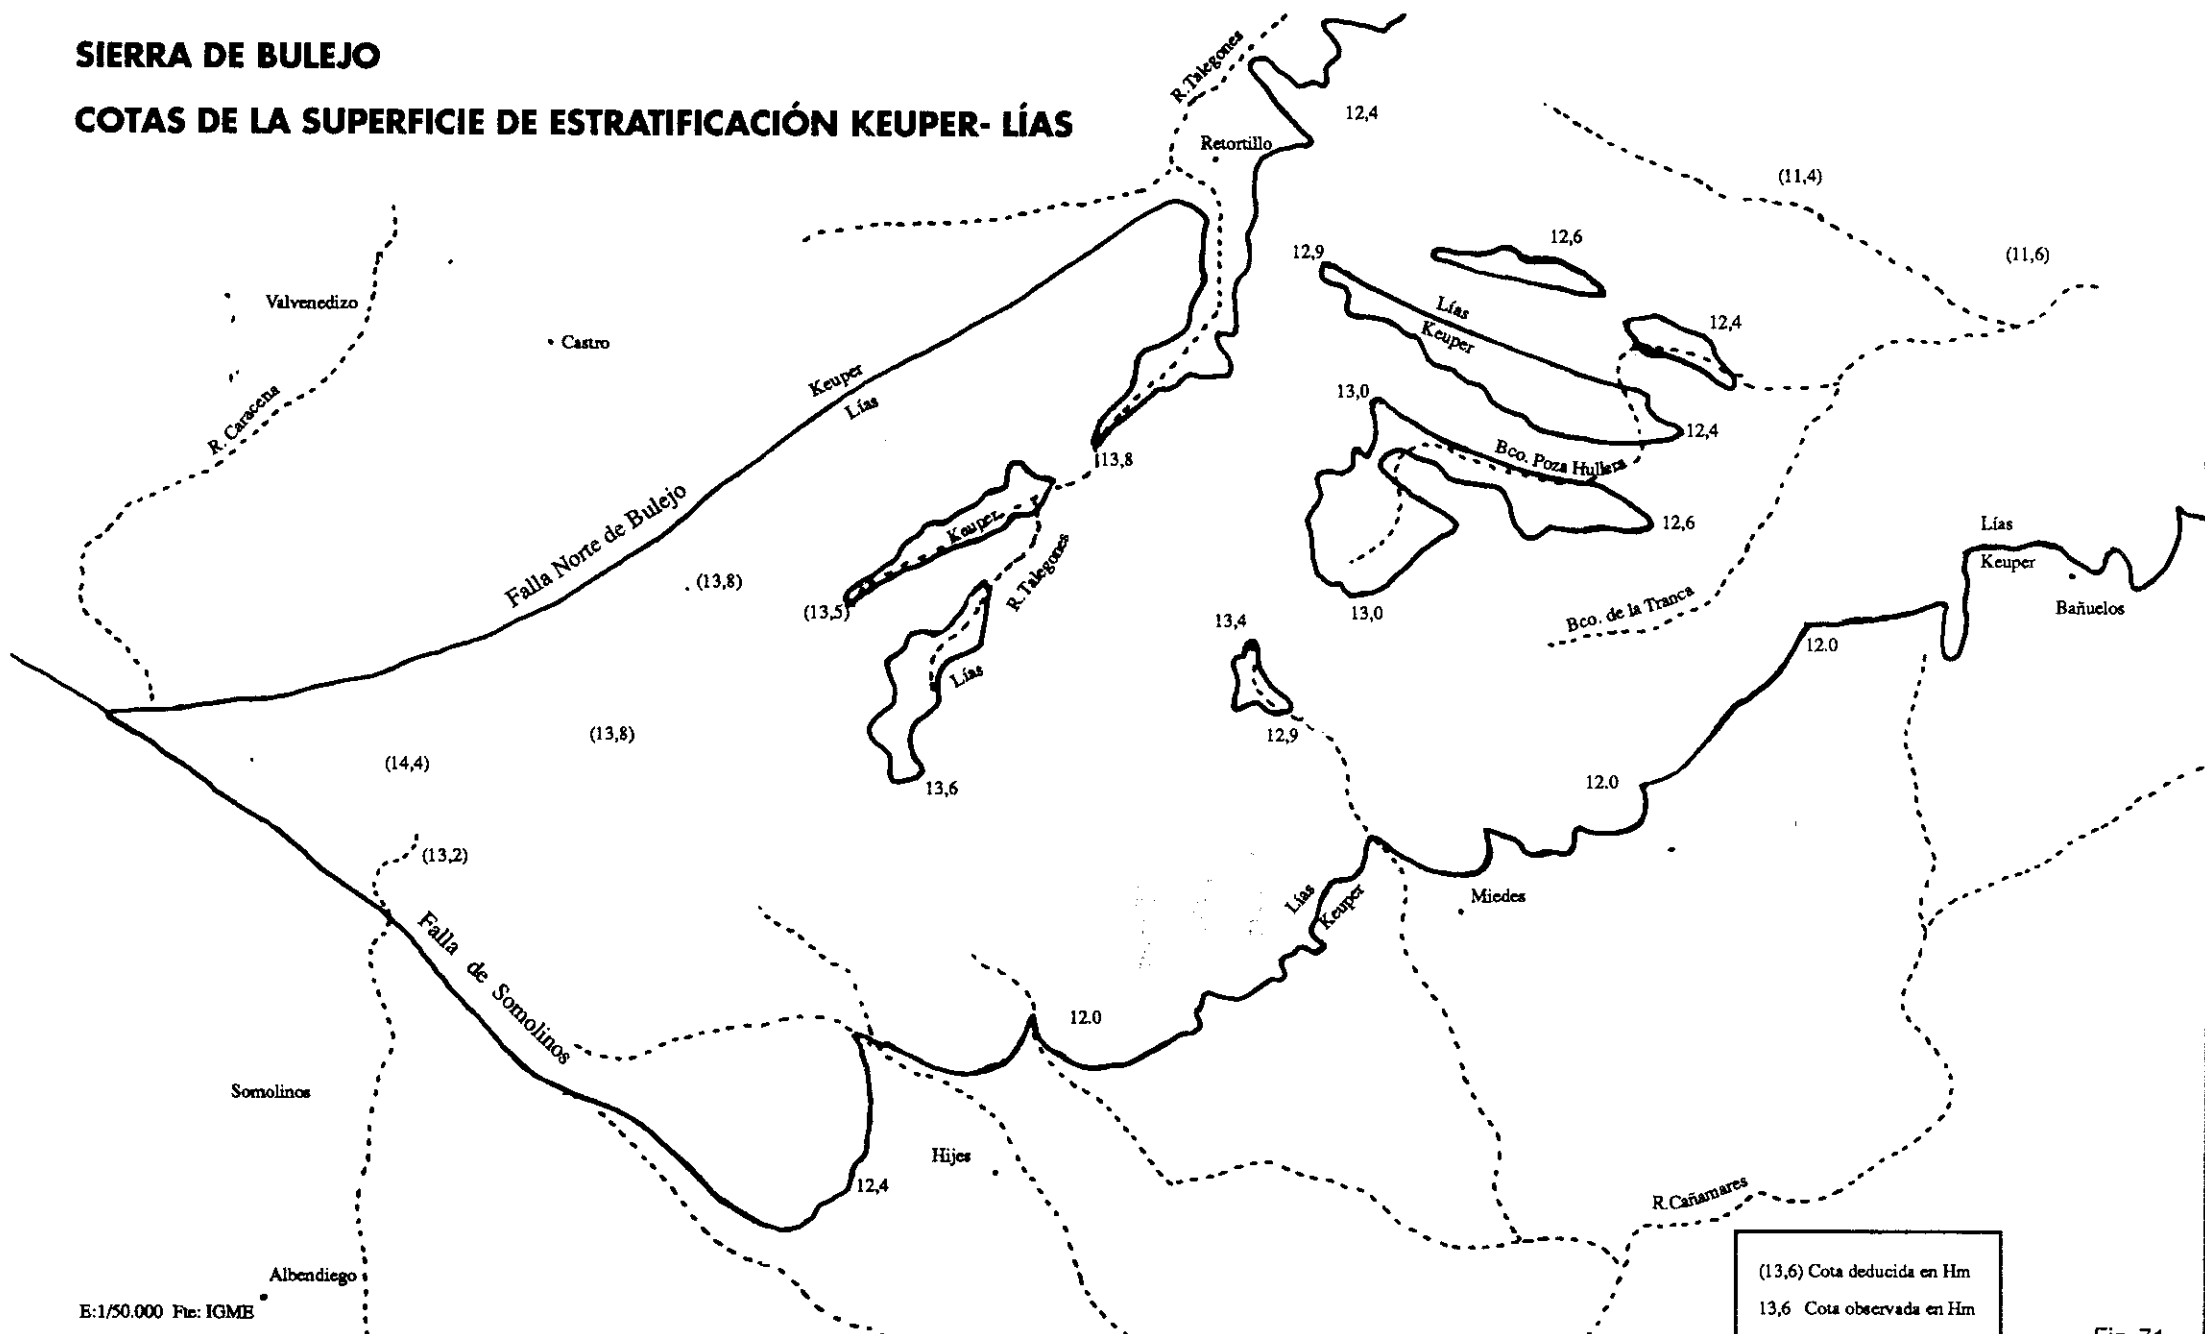 SIERRA DE BULEJO
COTAS DE LA SUPERFICIE DE ESTRATIFICACIÓN KEUPER- LÍAS
R. Talegones
12,4
Retortillo
(11,4)
12,6
12,9
(11,6)
Valvenedizo
Lías
Keuper
12,4
Castro
Keuper
Lías
13,0
R. Caracena
12,4
Bco. Poza Hullera
13,8
Falla Norte de Bulejo
Keuper
12,6
Lías
Keuper
R. Talegones
(13,8)
(13,5)
13,0
Bco. de la Tranca
Bañuelos
13,4
12.0
Lías
(13,8)
12,9
(14,4)
13,6
12.0
(13,2)
Lías
Keuper
Miedes
Falla de Somolinos
12.0
Somolinos
Hijes
12,4
R.Cañamares
Albendiego
(13,6) Cota deducida en Hm
13,6 Cota observada en Hm
E:1/50.000 Fte: IGME